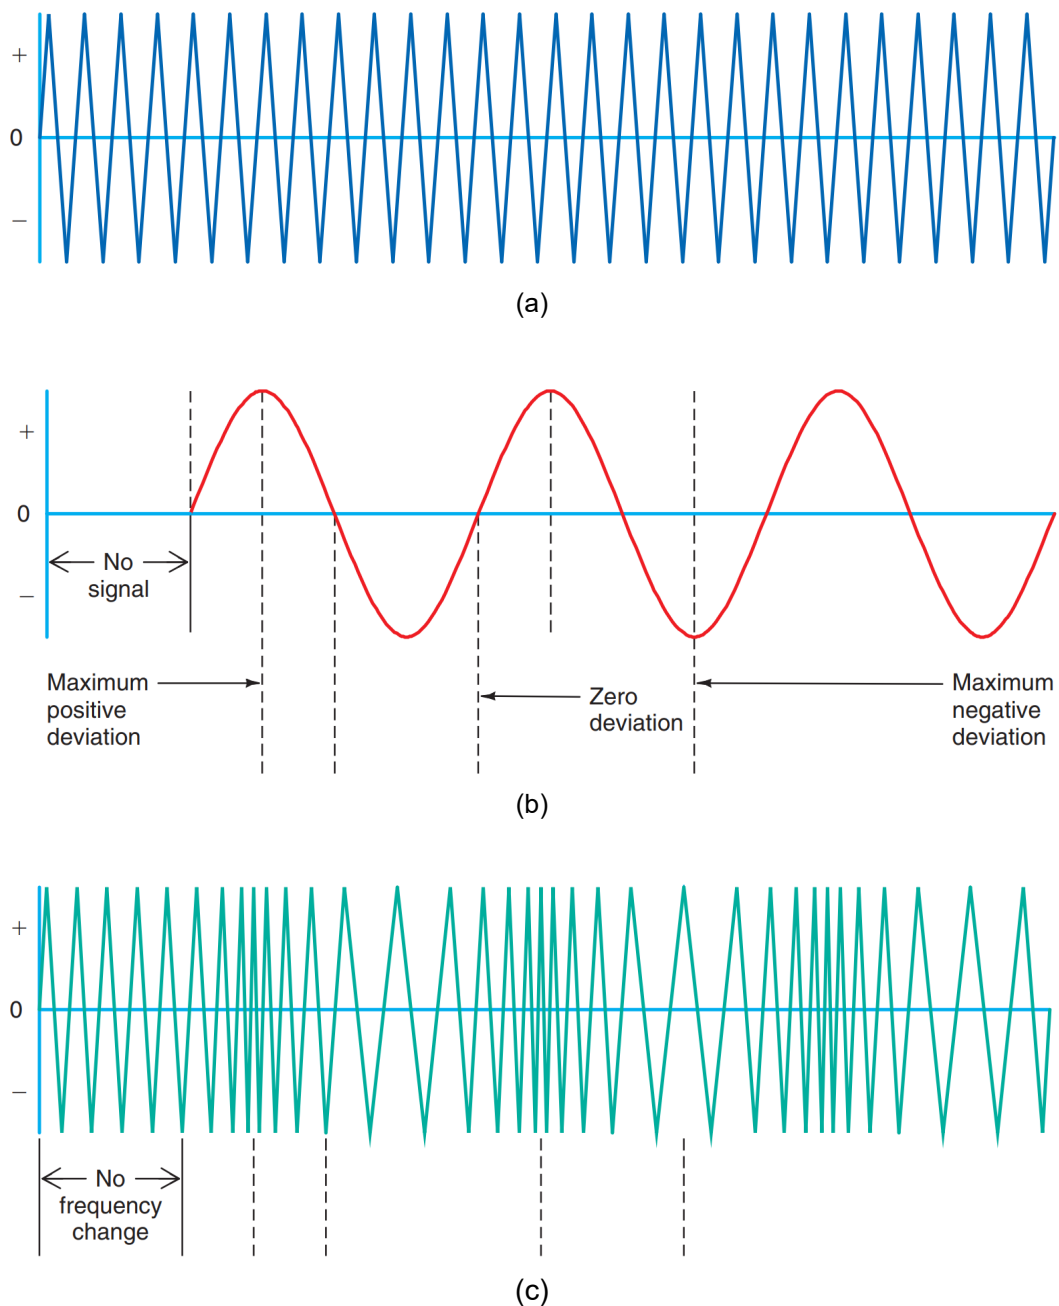 +
0
−
(a)
+
0
No
signal
−
Maximum
positive
deviation
Zero
deviation
Maximum
negative
deviation
(b)
+
0
−
No
frequency
change
(c)